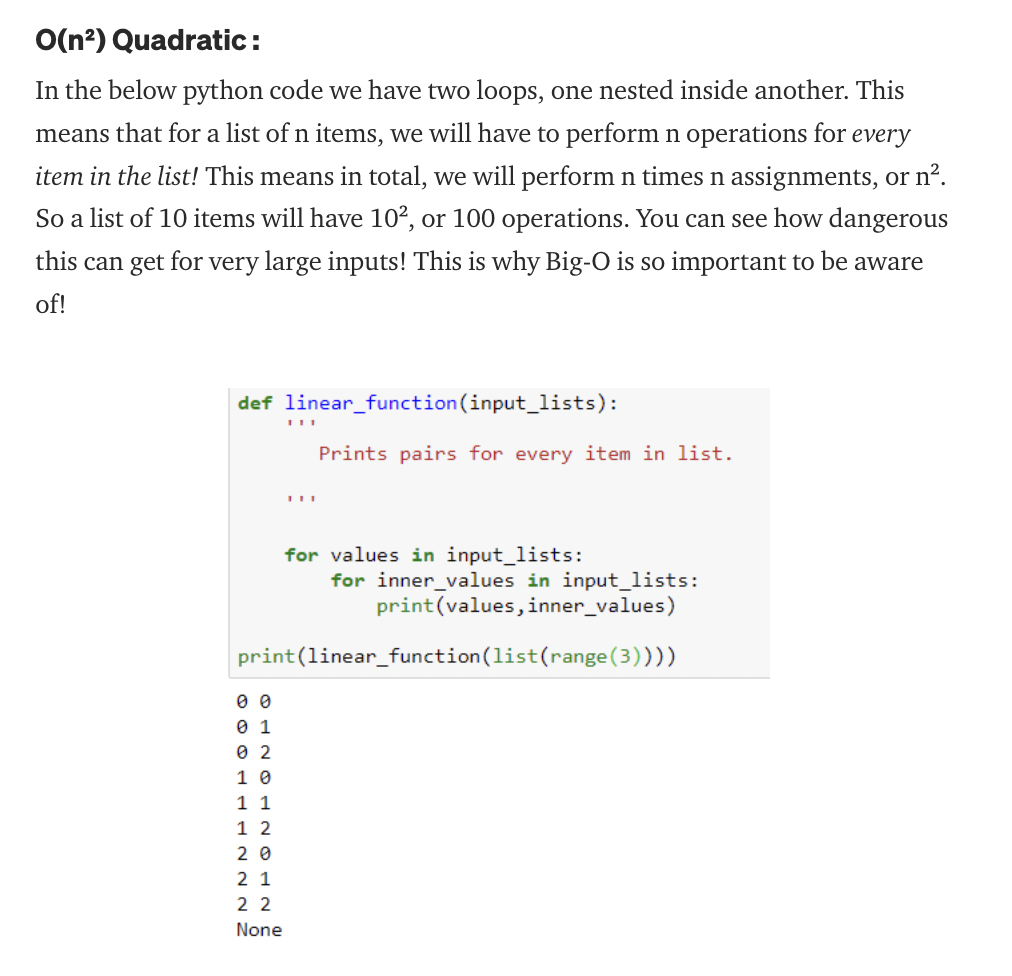 O(n²) Quadratic :
In the below python code we have two loops, one nested inside another. This
means that for a list of n items, we will have to perform n operations for every
item in the list! This means in total, we will perform n times n assignments, or n².
So a list of 10 items will have 10², or 100 operations. You can see how dangerous
this can get for very large inputs! This is why Big-O is so important to be aware
of!
def linear_function(input_lists):
    '''
       Prints pairs for every item in list.
    '''
    for values in input_lists:
        for inner_values in input_lists:
            print(values,inner_values)
print(linear_function(list(range(3))))
0 0
0 1
0 2
1 0
1 1
1 2
2 0
2 1
2 2
None